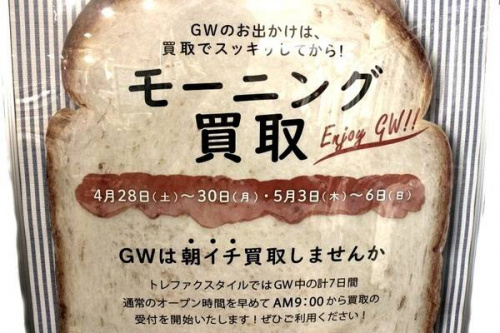 GWのお出かけは、
買取でスッキリしてから!
モーニング
買取
Enjoy GW!!
4月28日(土)〜30日(月)・5月3日(木)〜6日(日)
GWは朝イチ買取しませんか
トレファクスタイルではGW中の計7日間
通常のオープン時間を早めてAM9:00から買取の
受付を開始いたします!ぜひご利用ください!